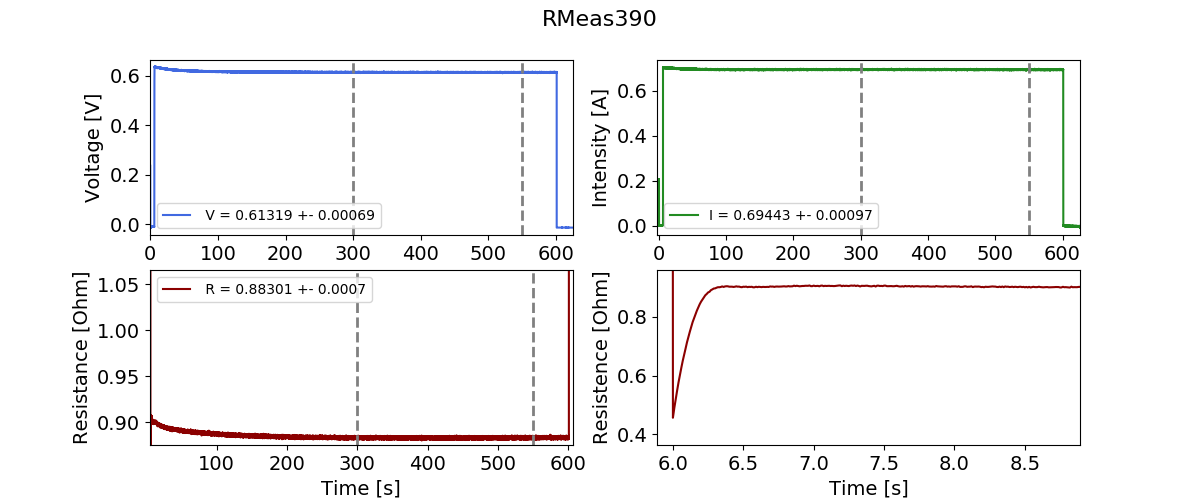 RMeas390
Voltage [V]
0.6
0.4
0.2
0.0
V = 0.61319 +- 0.00069
0 100 200 300 400 500 600
Intensity [A]
0.6
0.4
0.2
0.0
I = 0.69443 +- 0.00097
0 100 200 300 400 500 600
Resistance [Ohm]
1.05
1.00
0.95
0.90
R = 0.88301 +- 0.0007
100 200 300 400 500 600
Time [s]
Resistence [Ohm]
0.8
0.6
0.4
6.0 6.5 7.0 7.5 8.0 8.5
Time [s]